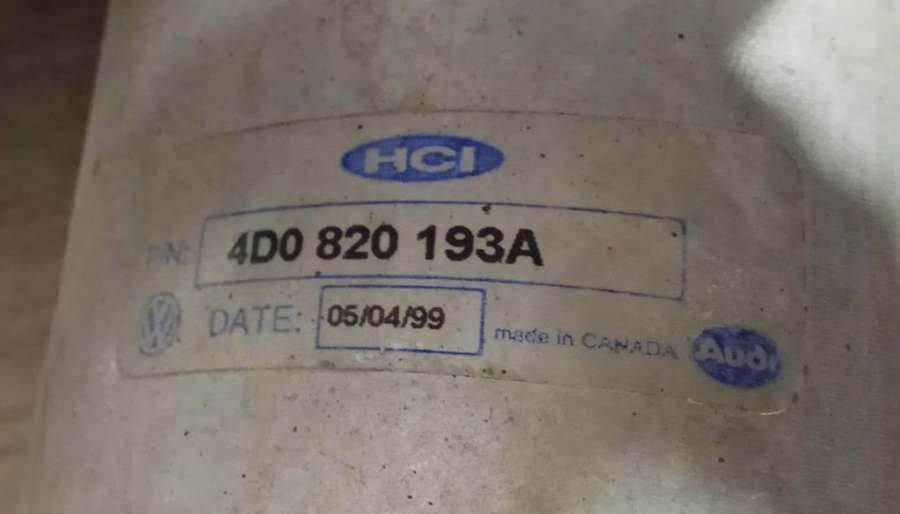 HCI
P/N: 4D0 820 193A
DATE: 05/04/99 made in CANADA Audi